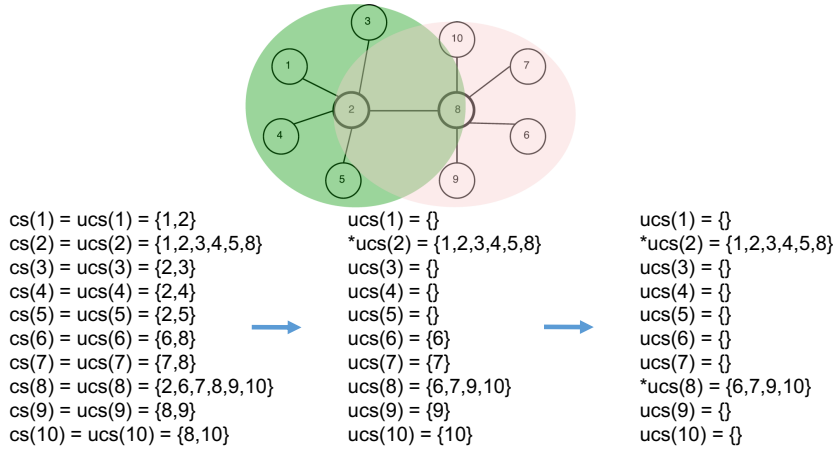 3
10
1
7
2
8
4
6
5
9
cs(1) = ucs(1) = {1,2}
cs(2) = ucs(2) = {1,2,3,4,5,8}
cs(3) = ucs(3) = {2,3}
cs(4) = ucs(4) = {2,4}
cs(5) = ucs(5) = {2,5}
cs(6) = ucs(6) = {6,8}
cs(7) = ucs(7) = {7,8}
cs(8) = ucs(8) = {2,6,7,8,9,10}
cs(9) = ucs(9) = {8,9}
cs(10) = ucs(10) = {8,10}
ucs(1) = {}
*ucs(2) = {1,2,3,4,5,8}
ucs(3) = {}
ucs(4) = {}
ucs(5) = {}
ucs(6) = {6}
ucs(7) = {7}
ucs(8) = {6,7,9,10}
ucs(9) = {9}
ucs(10) = {10}
ucs(1) = {}
*ucs(2) = {1,2,3,4,5,8}
ucs(3) = {}
ucs(4) = {}
ucs(5) = {}
ucs(6) = {}
ucs(7) = {}
*ucs(8) = {6,7,9,10}
ucs(9) = {}
ucs(10) = {}